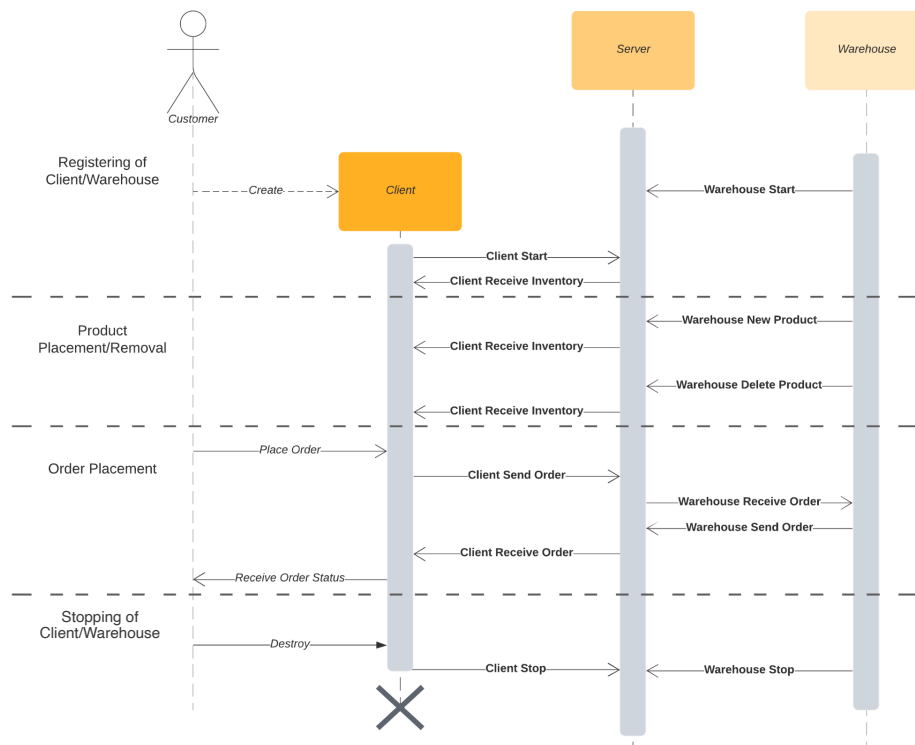 Server
Warehouse
Customer
Registering of
Client/Warehouse
Create
Client
Warehouse Start
Client Start
Client Receive Inventory
Product
Placement/Removal
Warehouse New Product
Client Receive Inventory
Warehouse Delete Product
Client Receive Inventory
Order Placement
Place Order
Client Send Order
Warehouse Receive Order
Warehouse Send Order
Client Receive Order
Receive Order Status
Stopping of
Client/Warehouse
Destroy
Client Stop
Warehouse Stop